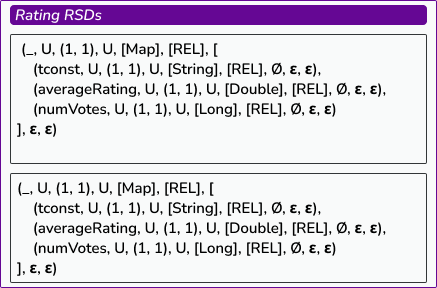 Rating RSDs
(_, U, (1, 1), U, [Map], [REL], [
(tconst, U, (1, 1), U, [String], [REL], Ø, ε, ε),
(averageRating, U, (1, 1), U, [Double], [REL], Ø, ε, ε),
(numVotes, U, (1, 1), U, [Long], [REL], Ø, ε, ε)
], ε, ε)
(_, U, (1, 1), U, [Map], [REL], [
(tconst, U, (1, 1), U, [String], [REL], Ø, ε, ε),
(averageRating, U, (1, 1), U, [Double], [REL], Ø, ε, ε),
(numVotes, U, (1, 1), U, [Long], [REL], Ø, ε, ε)
], ε, ε)